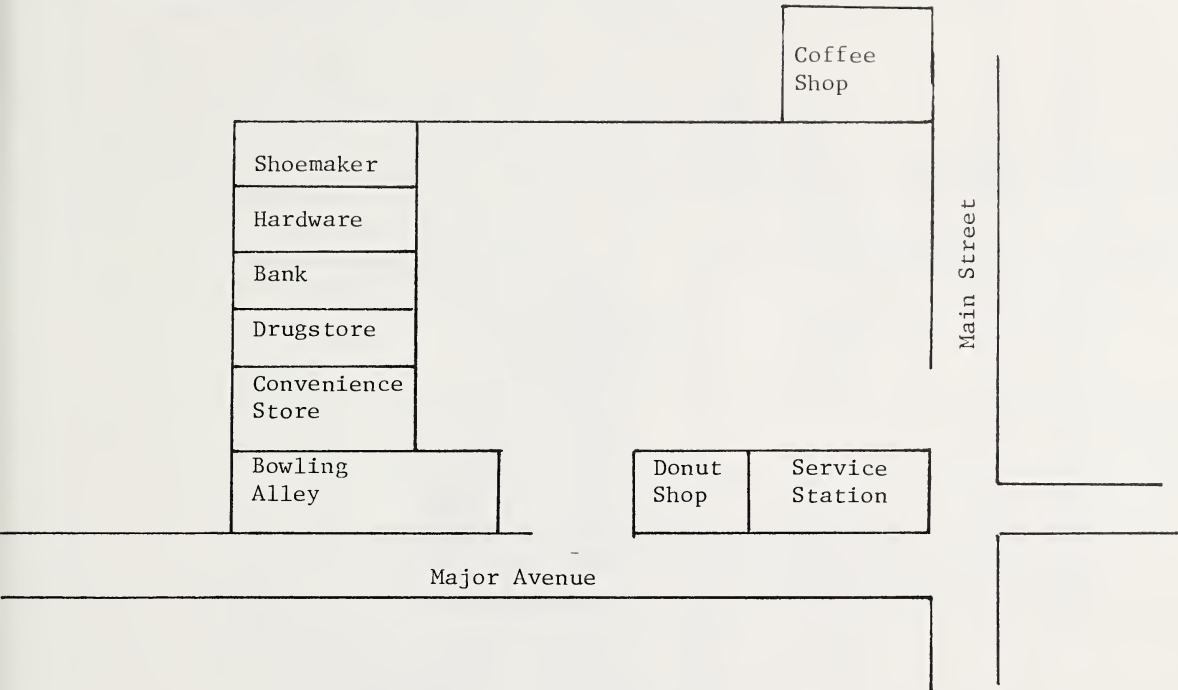 Coffee
Shop
Shoemaker
Hardware
Bank
Drugstore
Convenience
Store
Bowling
Alley
Donut
Shop
Service
Station
Main Street
Major Avenue